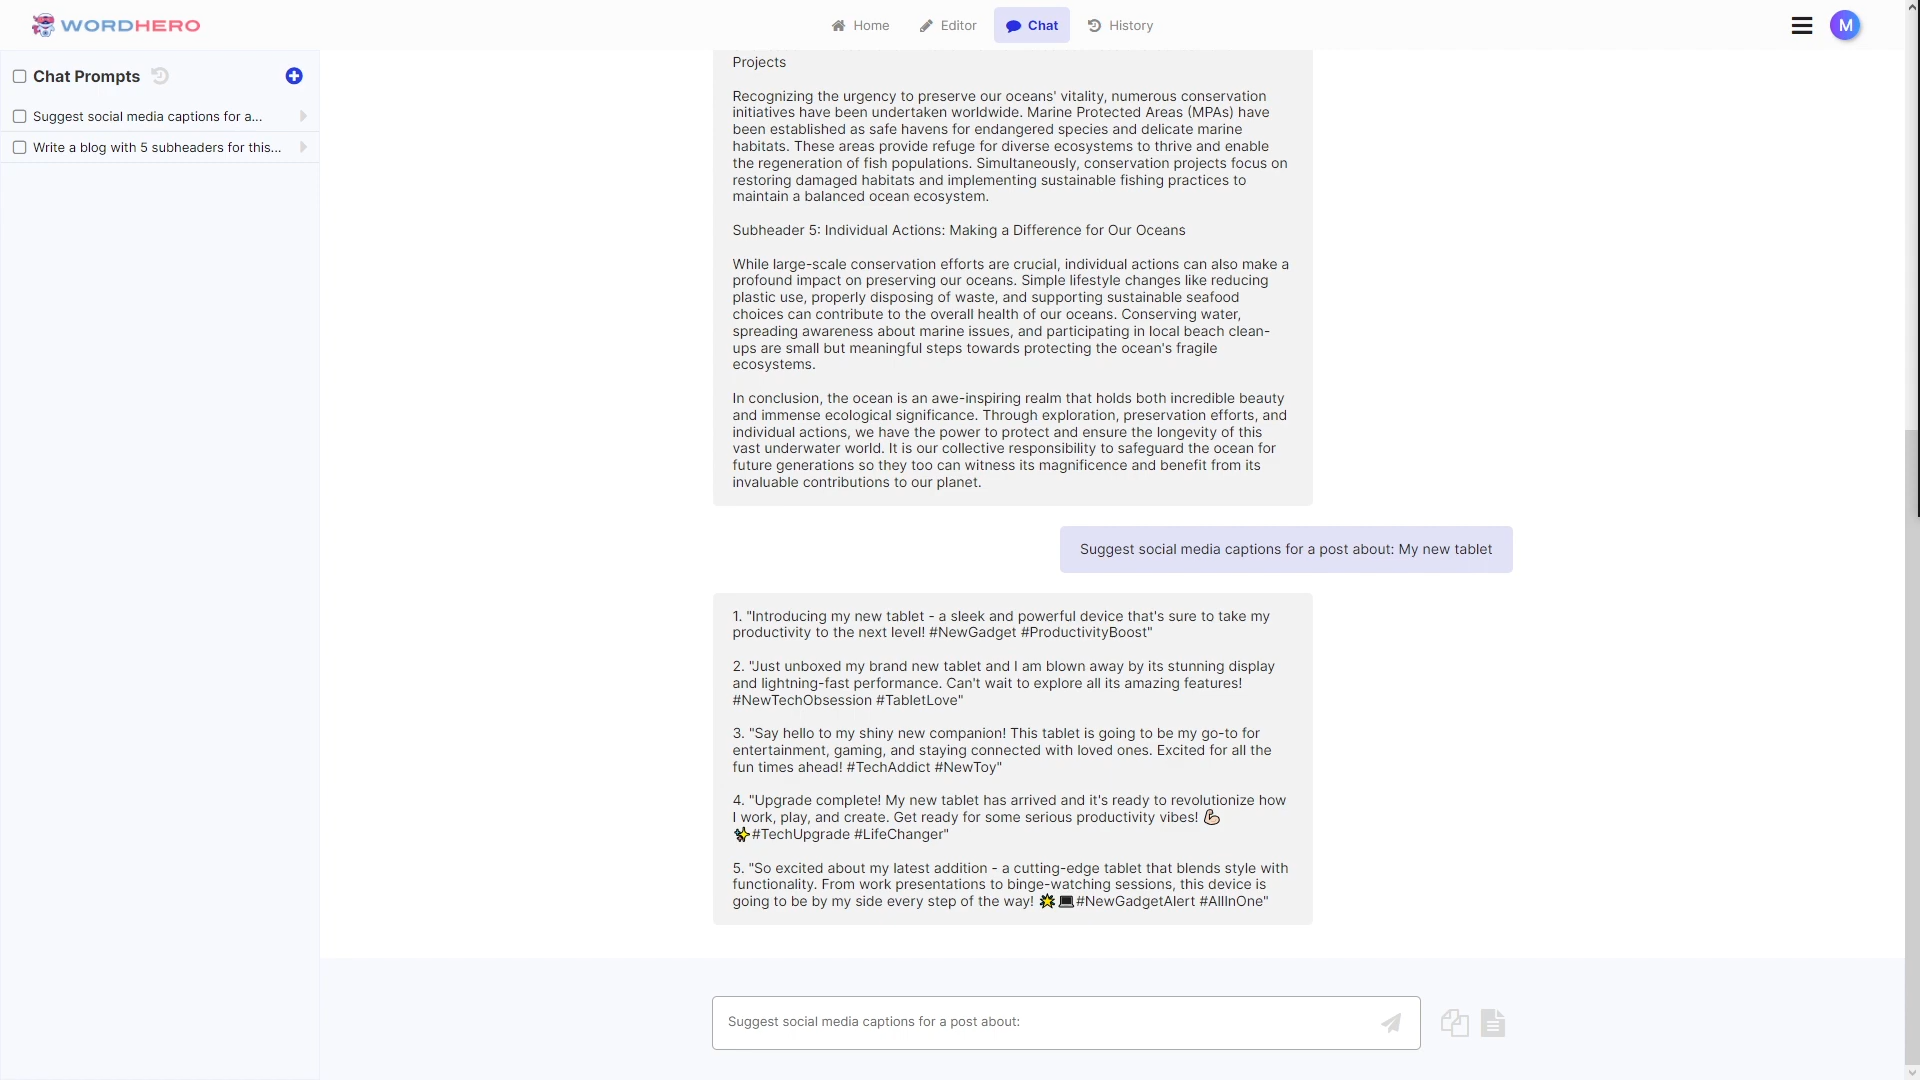 WORDHERO
Home
Editor
Chat
History
M
Chat Prompts
Suggest social media captions for a...
Write a blog with 5 subheaders for this...
Projects
Recognizing the urgency to preserve our oceans' vitality, numerous conservation
initiatives have been undertaken worldwide. Marine Protected Areas (MPAs) have
been established as safe havens for endangered species and delicate marine
habitats. These areas provide refuge for diverse ecosystems to thrive and enable
the regeneration of fish populations. Simultaneously, conservation projects focus on
restoring damaged habitats and implementing sustainable fishing practices to
maintain a balanced ocean ecosystem.
Subheader 5: Individual Actions: Making a Difference for Our Oceans
While large-scale conservation efforts are crucial, individual actions can also make a
profound impact on preserving our oceans. Simple lifestyle changes like reducing
plastic use, properly disposing of waste, and supporting sustainable seafood
choices can contribute to the overall health of our oceans. Conserving water,
spreading awareness about marine issues, and participating in local beach clean-
ups are small but meaningful steps towards protecting the ocean's fragile
ecosystems.
In conclusion, the ocean is an awe-inspiring realm that holds both incredible beauty
and immense ecological significance. Through exploration, preservation efforts, and
individual actions, we have the power to protect and ensure the longevity of this
vast underwater world. It is our collective responsibility to safeguard the ocean for
future generations so they too can witness its magnificence and benefit from its
invaluable contributions to our planet.
Suggest social media captions for a post about: My new tablet
1. "Introducing my new tablet - a sleek and powerful device that's sure to take my
productivity to the next level! #NewGadget #ProductivityBoost"
2. "Just unboxed my brand new tablet and I am blown away by its stunning display
and lightning-fast performance. Can't wait to explore all its amazing features!
#NewTechObsession #TabletLove"
3. "Say hello to my shiny new companion! This tablet is going to be my go-to for
entertainment, gaming, and staying connected with loved ones. Excited for all the
fun times ahead! #TechAddict #NewToy"
4. "Upgrade complete! My new tablet has arrived and it's ready to revolutionize how
I work, play, and create. Get ready for some serious productivity vibes! 💪🏻
✨#TechUpgrade #LifeChanger"
5. "So excited about my latest addition - a cutting-edge tablet that blends style with
functionality. From work presentations to binge-watching sessions, this device is
going to be by my side every step of the way! 🌟💻#NewGadgetAlert #AllInOne"
Suggest social media captions for a post about: